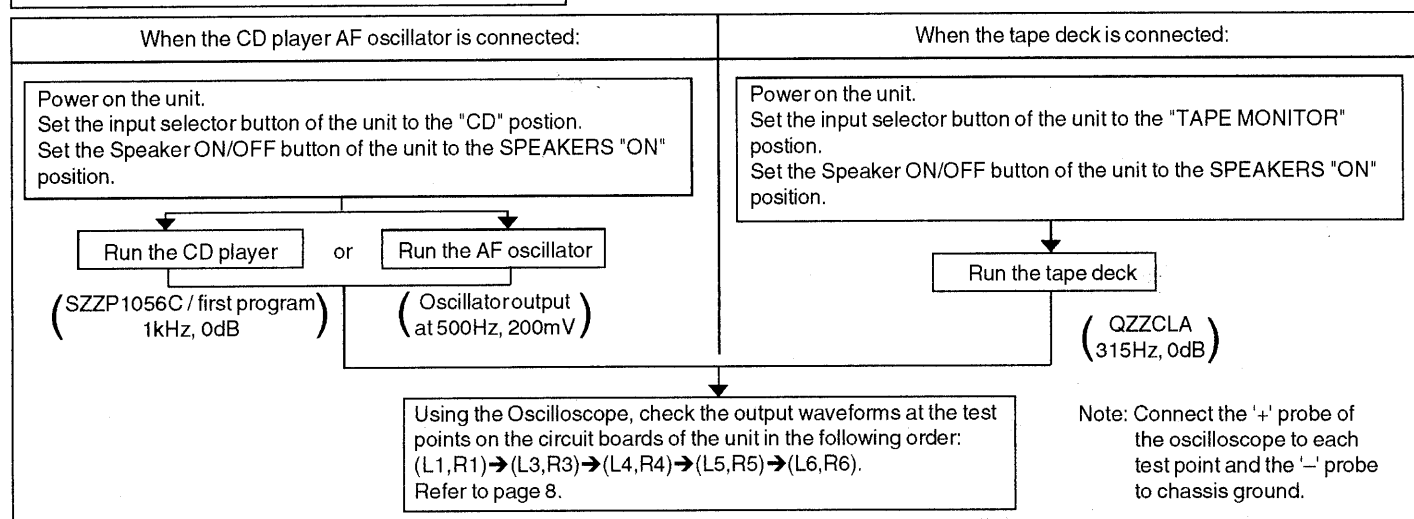 When the CD player AF oscillator is connected:
When the tape deck is connected:
Power on the unit.
Set the input selector button of the unit to the "CD" postion.
Set the Speaker ON/OFF button of the unit to the SPEAKERS "ON"
position.
Run the CD player
or
Run the AF oscillator
(SZZP1056C / first program)
1kHz, 0dB
(Oscillator output)
at 500Hz, 200mV
Power on the unit.
Set the input selector button of the unit to the "TAPE MONITOR"
postion.
Set the Speaker ON/OFF button of the unit to the SPEAKERS "ON"
position.
Run the tape deck
(QZZCLA)
315Hz, 0dB
Using the Oscilloscope, check the output waveforms at the test
points on the circuit boards of the unit in the following order:
(L1,R1)➔(L3,R3)➔(L4,R4)➔(L5,R5)➔(L6,R6).
Refer to page 8.
Note: Connect the '+' probe of
the oscilloscope to each
test point and the '–' probe
to chassis ground.